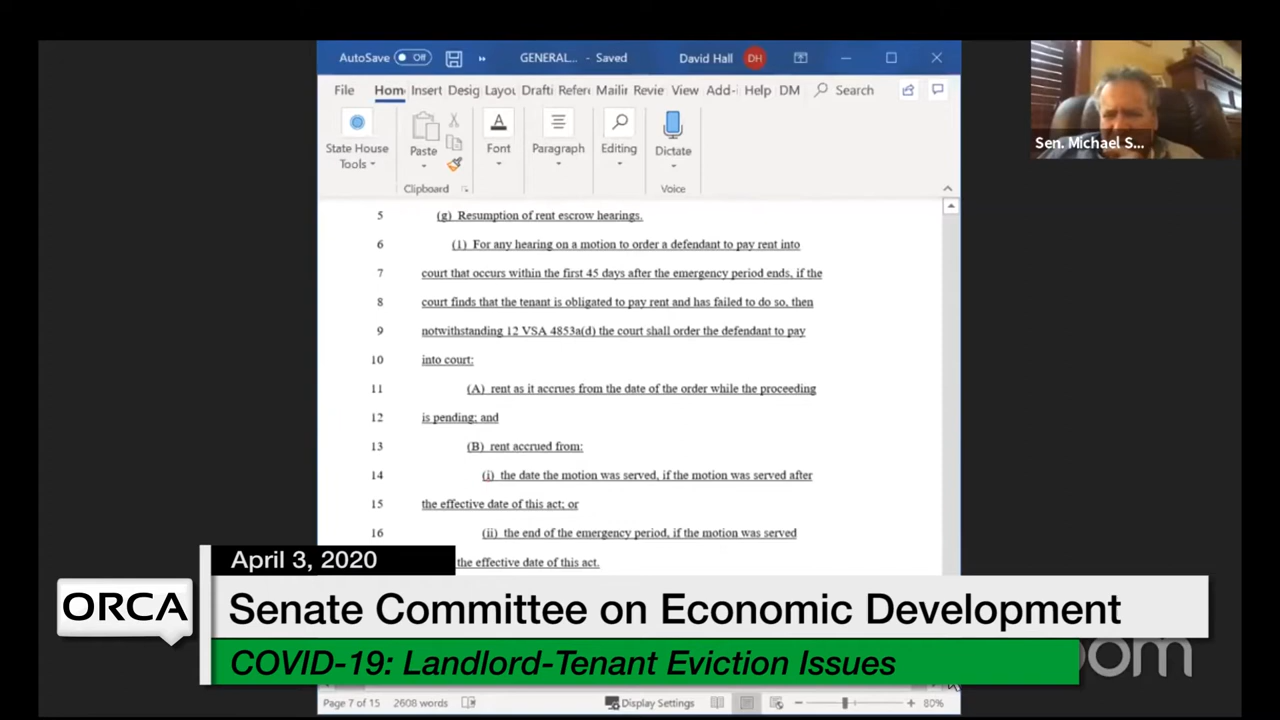 AutoSave Off GENERAL... - Saved David Hall DH
File Hom Insert Desig Layou Drafti Refer Mailin Revie View Add- Help DM Search
State House Tools
Paste
Font
Paragraph
Editing
Dictate
Clipboard
Voice
Sen. Michael S...
5 (g) Resumption of rent escrow hearings.
6 (1) For any hearing on a motion to order a defendant to pay rent into
7 court that occurs within the first 45 days after the emergency period ends, if the
8 court finds that the tenant is obligated to pay rent and has failed to do so, then
9 notwithstanding 12 VSA 4853a(d) the court shall order the defendant to pay
10 into court:
11 (A) rent as it accrues from the date of the order while the proceeding
12 is pending; and
13 (B) rent accrued from:
14 (i) the date the motion was served, if the motion was served after
15 the effective date of this act; or
16 (ii) the end of the emergency period, if the motion was served
the effective date of this act.
April 3, 2020
ORCA
Senate Committee on Economic Development
COVID-19: Landlord-Tenant Eviction Issues
oom
Page 7 of 15 2608 words Display Settings 80%